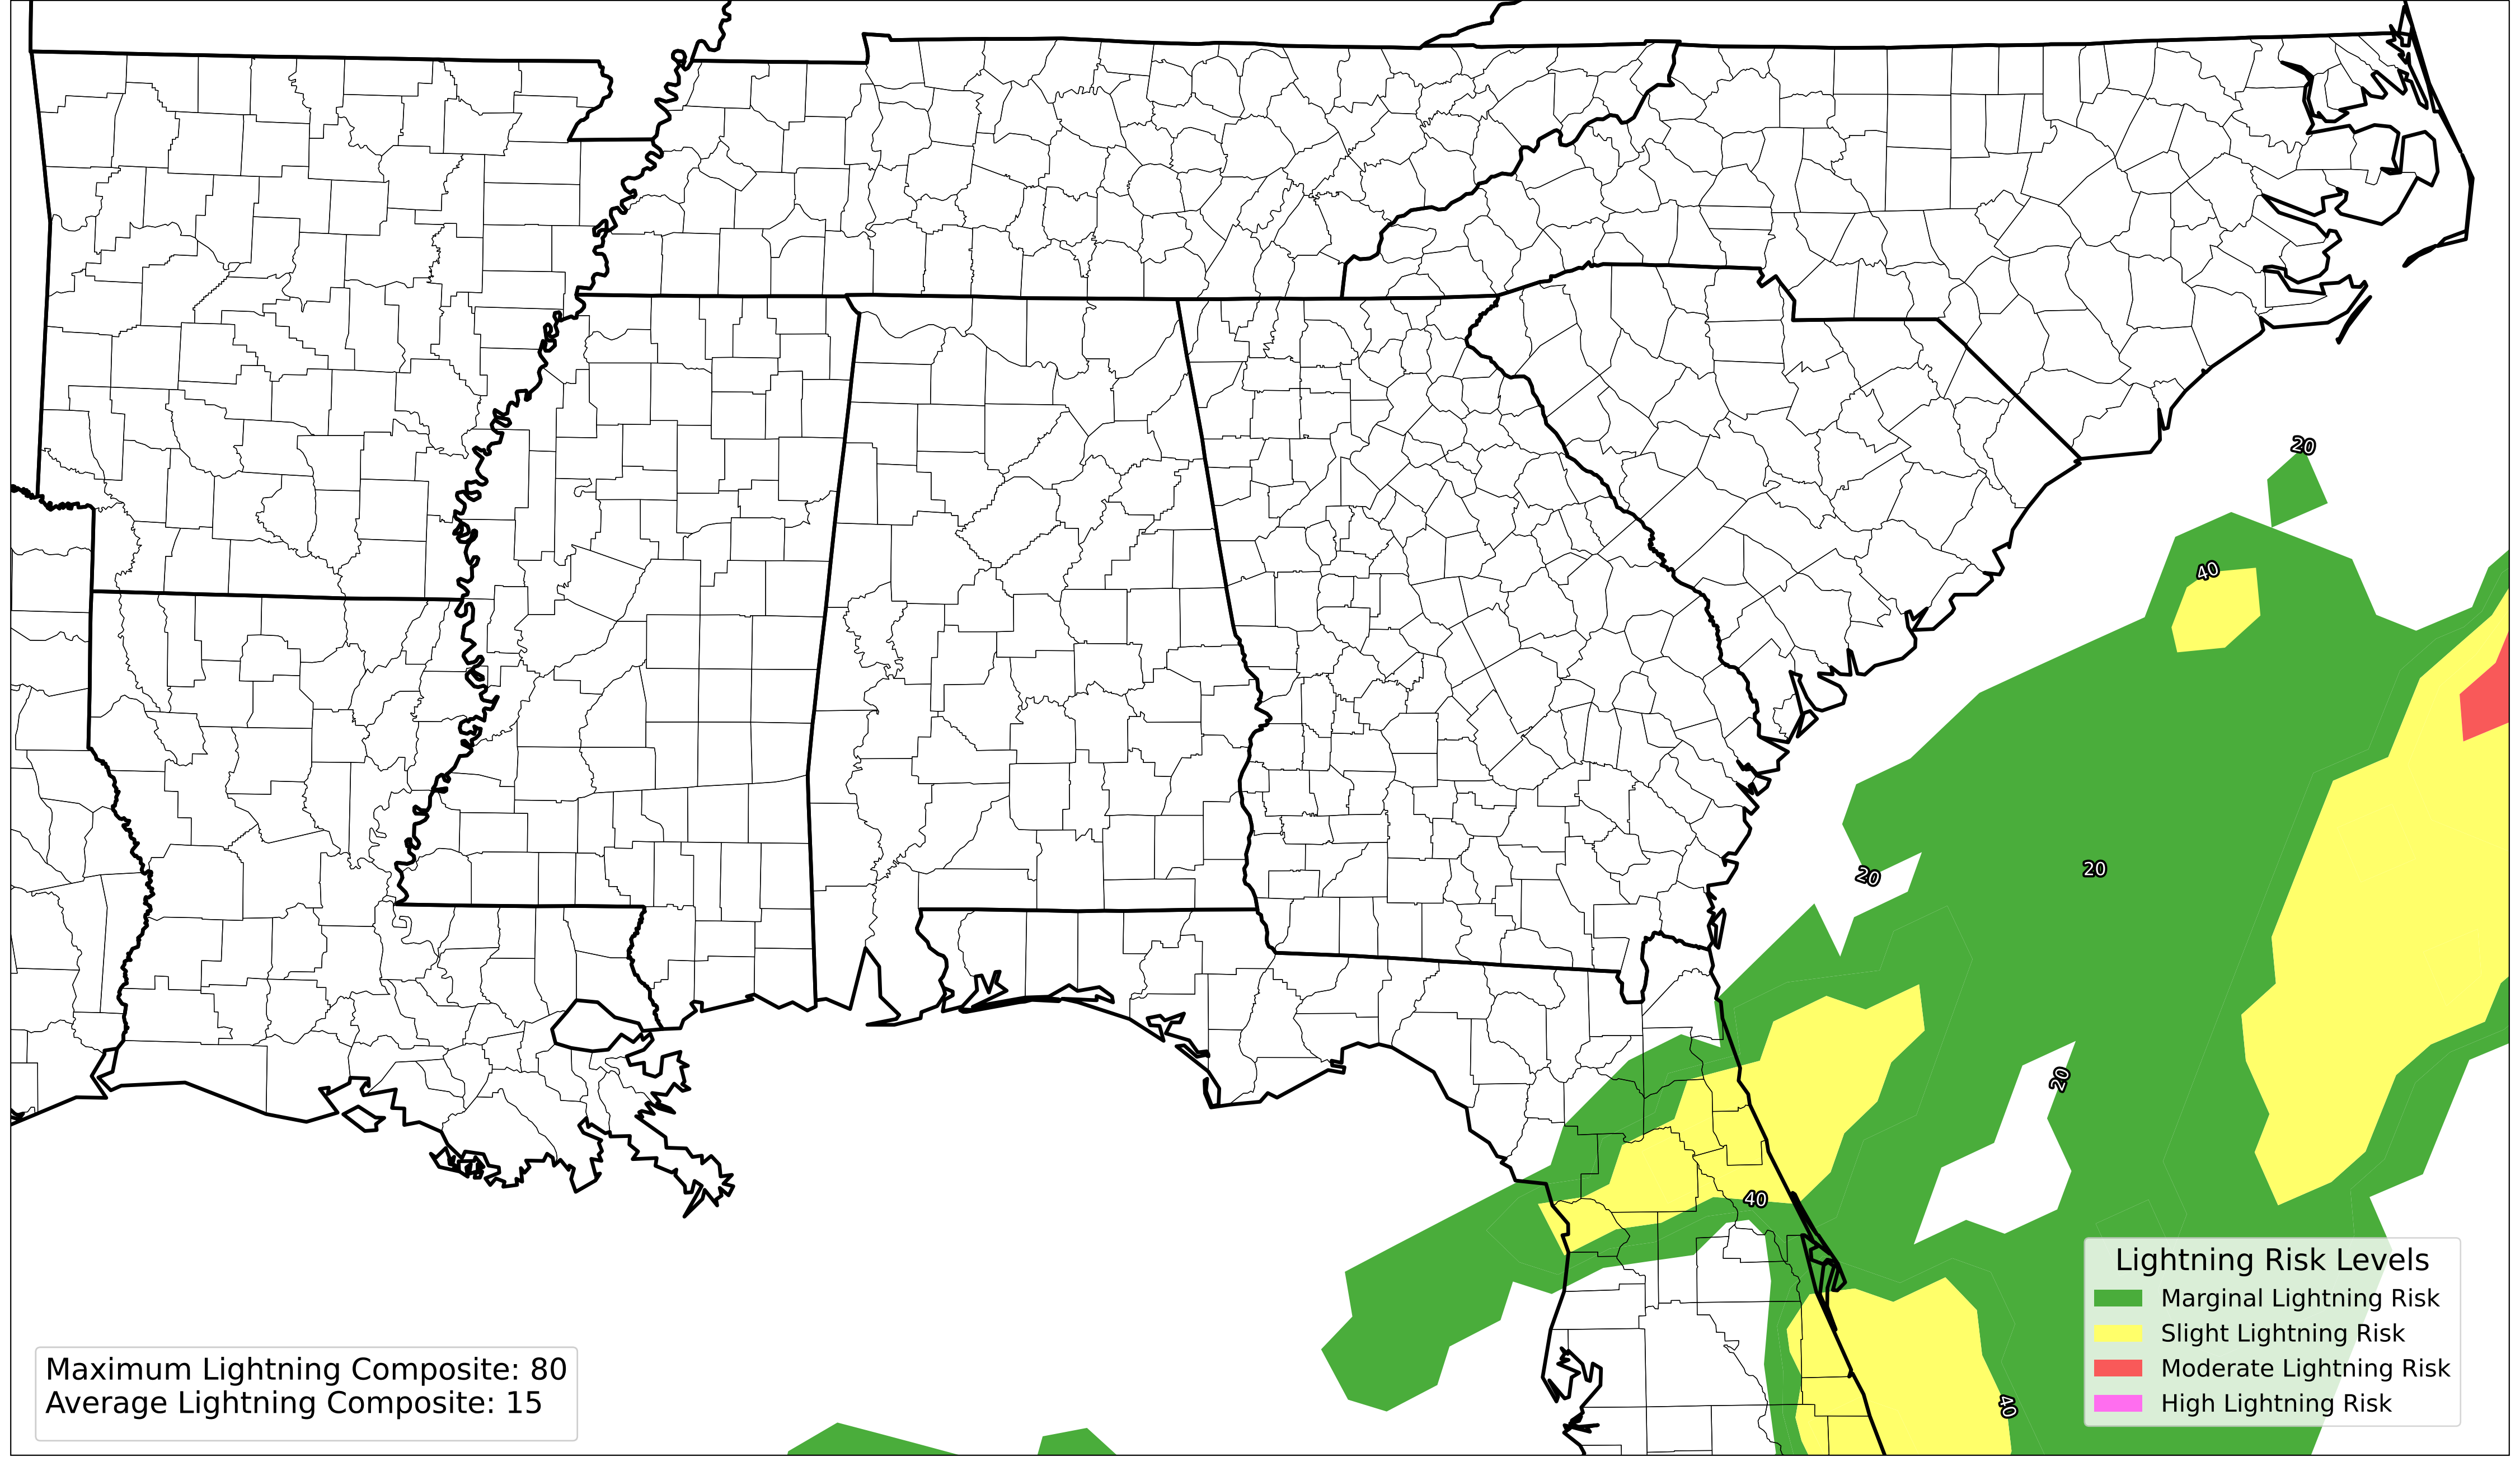 20
40
20
20
20
40
40
Lightning Risk Levels
Marginal Lightning Risk
Slight Lightning Risk
Moderate Lightning Risk
High Lightning Risk
Maximum Lightning Composite: 80
Average Lightning Composite: 15